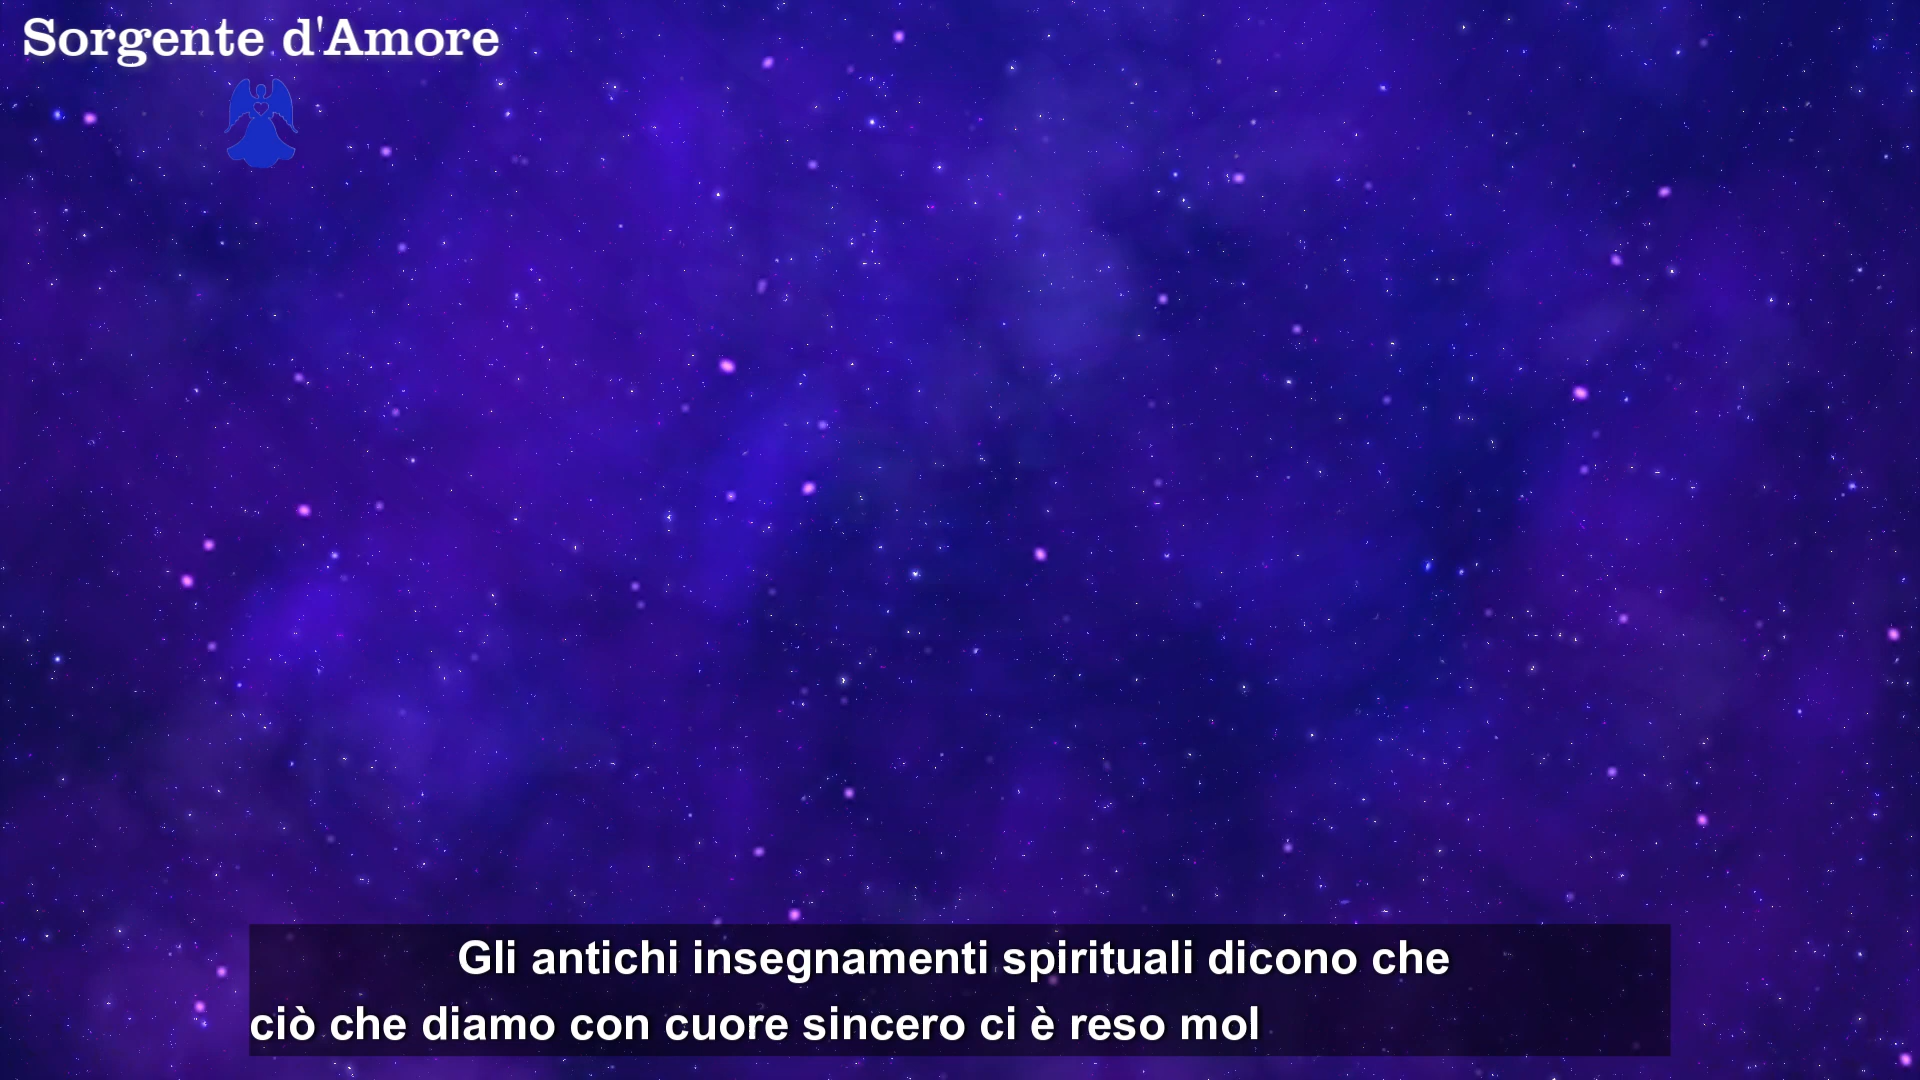 Sorgente d'Amore
Gli antichi insegnamenti spirituali dicono che
ciò che diamo con cuore sincero ci è reso mol